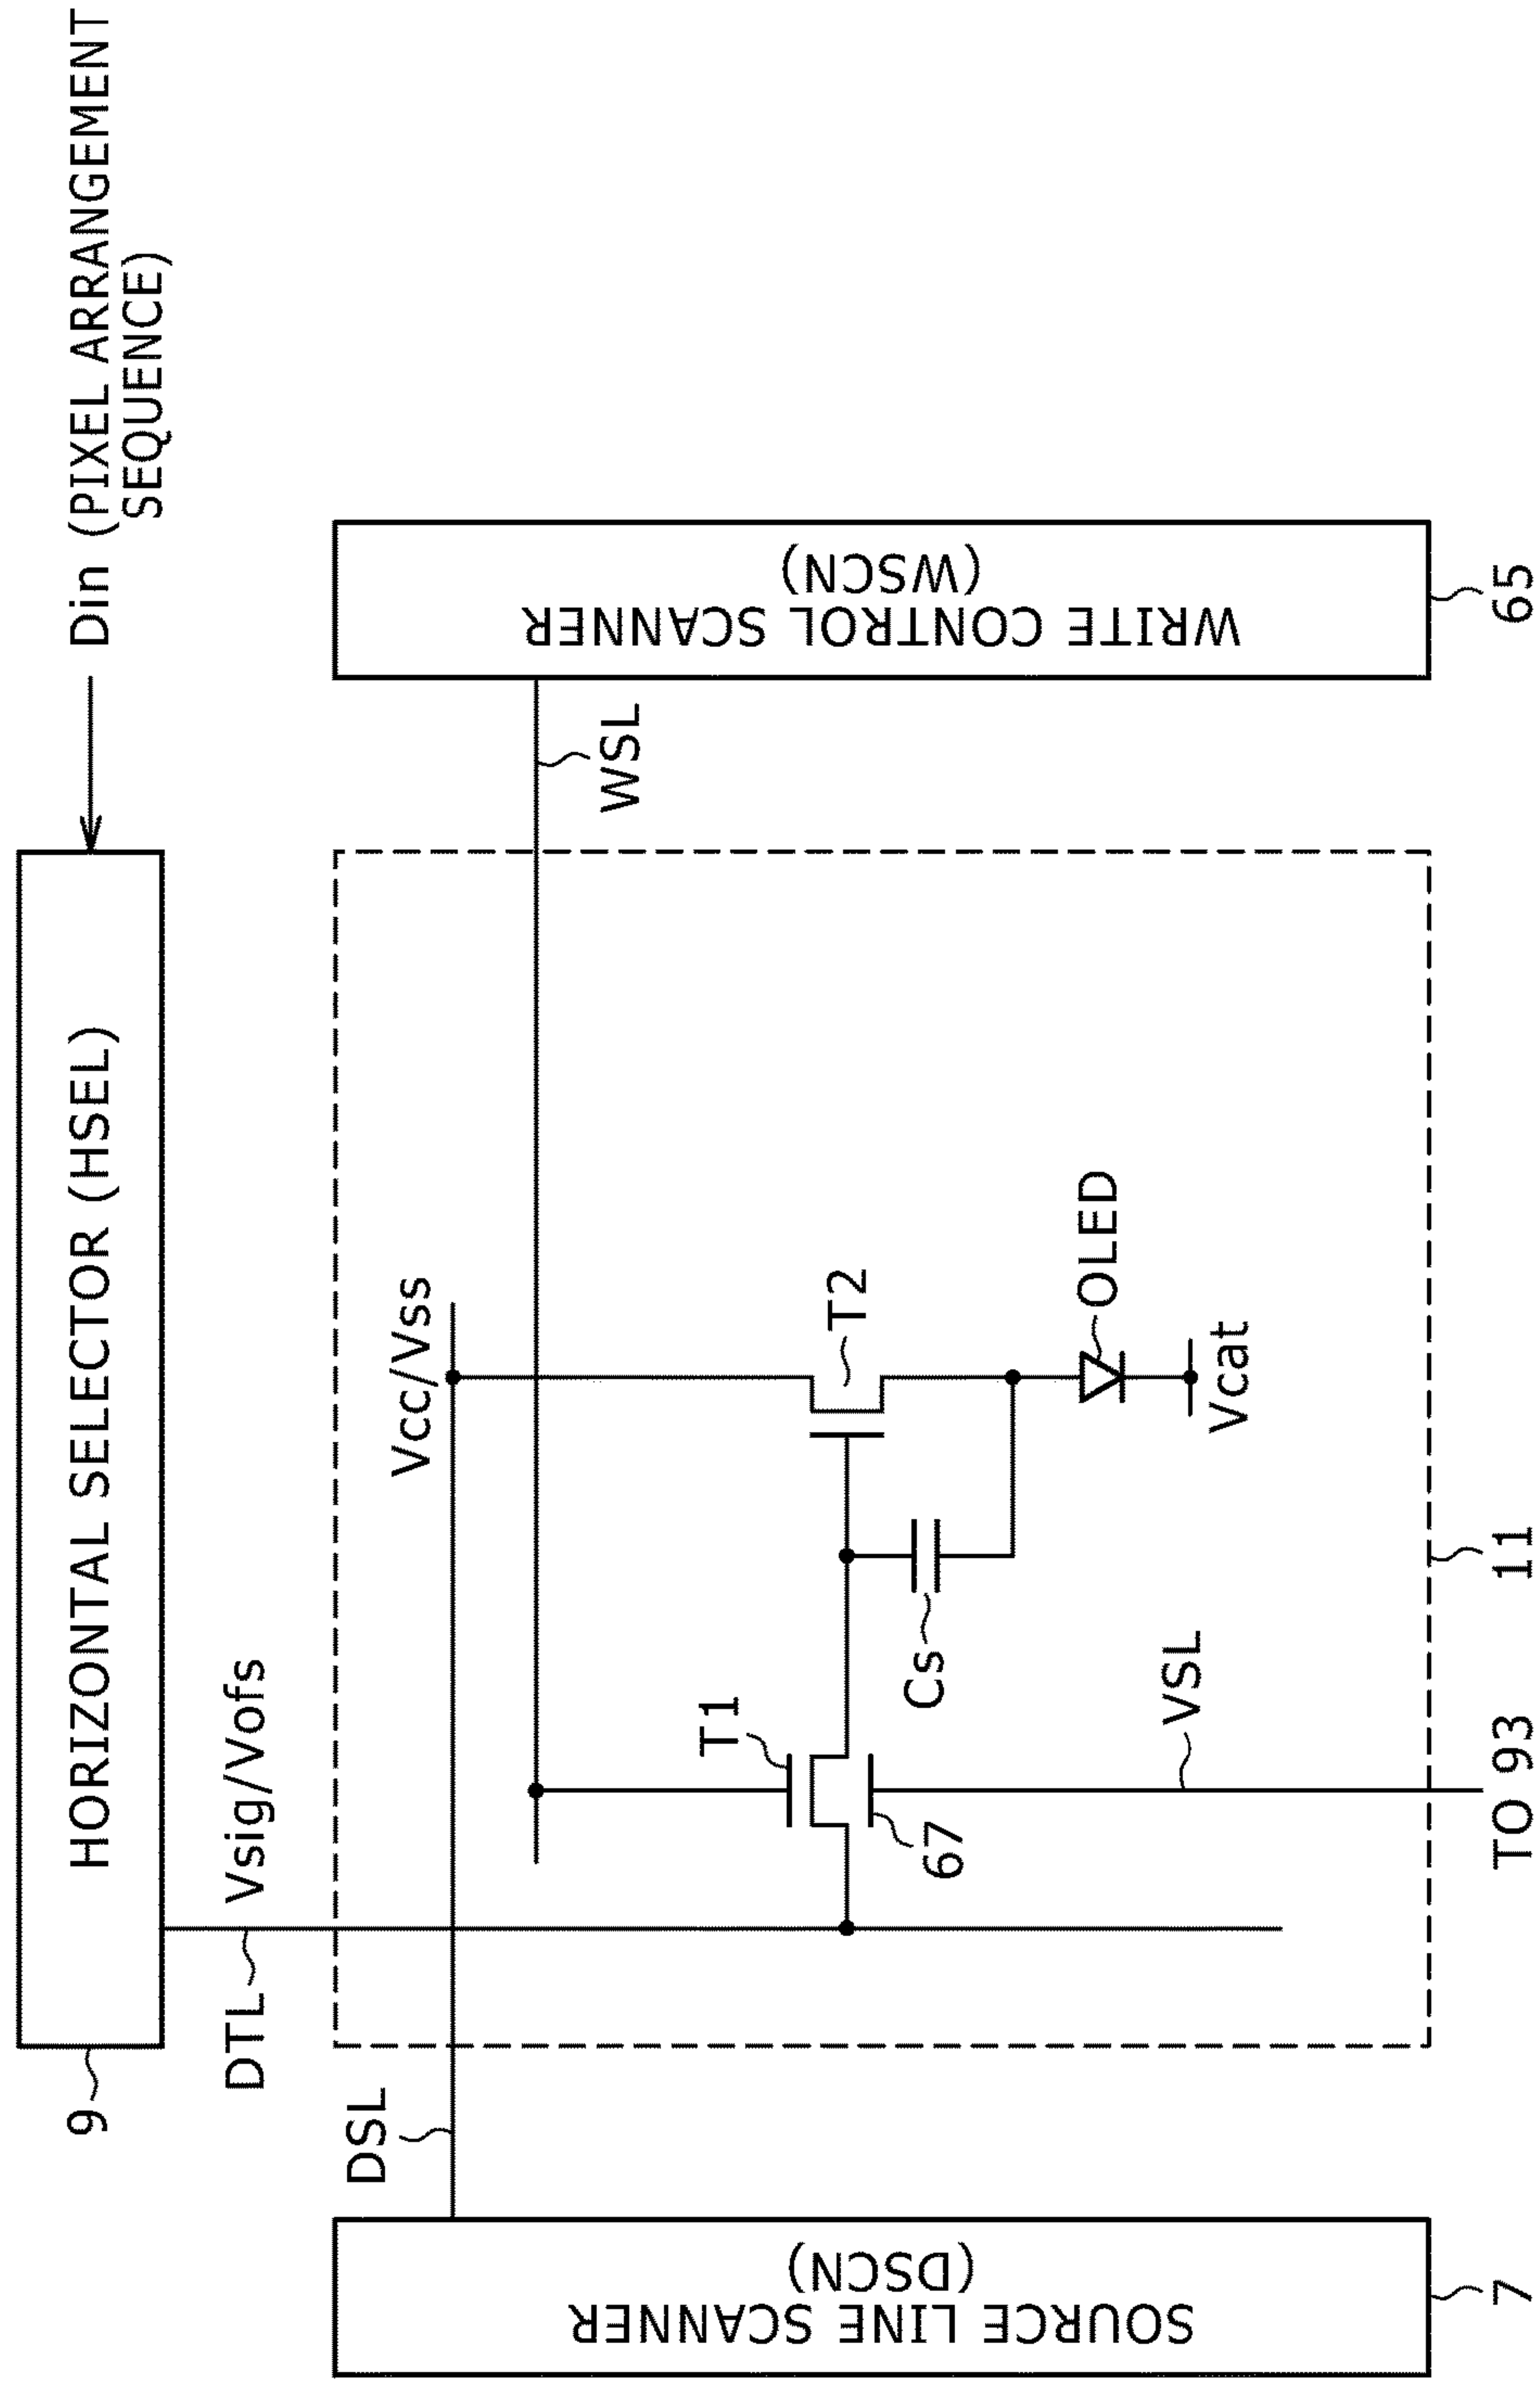 Din (PIXEL ARRANGEMENT
SEQUENCE)
HORIZONTAL SELECTOR (HSEL)
9
DTL
Vsig/Vofs
DSL
Vcc/Vss
WSL
SOURCE LINE SCANNER
(DSCN)
7
WRITE CONTROL SCANNER
(WSCN)
65
T1
67
T2
Cs
OLED
Vcat
VSL
TO 93
11